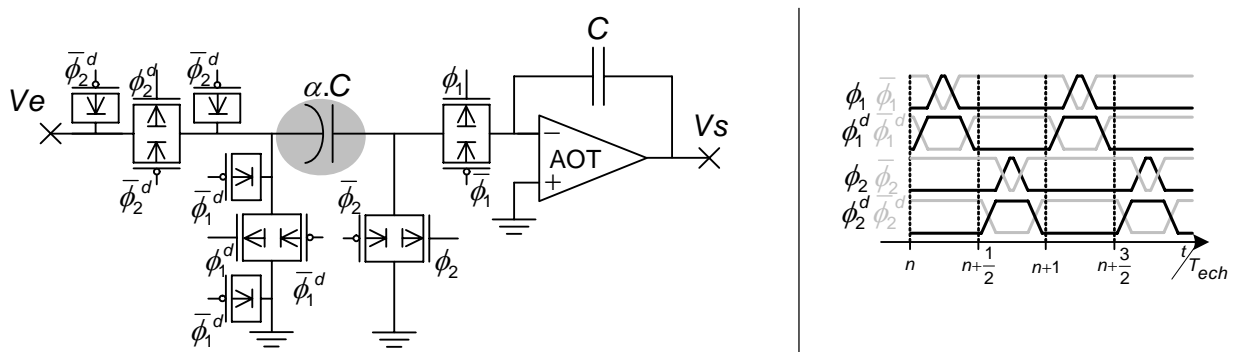 C
ϕ̅₂ᵈ ϕ₂ᵈ ϕ̅₂ᵈ
α.C
ϕ₁
Ve
−
AOT
+
Vs
ϕ̅₂ᵈ
ϕ̅₁ᵈ
ϕ̅₂
ϕ̅₁
ϕ₁ᵈ
ϕ̅₁ᵈ
ϕ₂
ϕ̅₁ᵈ
ϕ₁ ϕ̅₁
ϕ₁ᵈ ϕ̅₁ᵈ
ϕ₂ ϕ̅₂
ϕ₂ᵈ ϕ̅₂ᵈ
n n+1/2 n+1 n+3/2 t/Tech